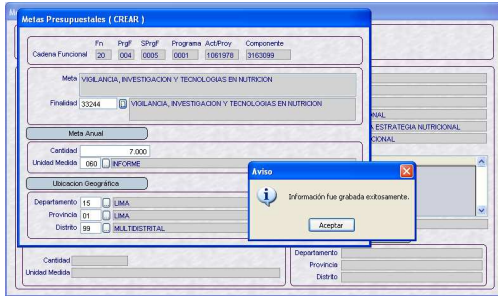 Metas Presupuestales ( CREAR )
Fn PrgF SPrgF Programa Act/Proy Componente
Cadena Funcional 20 004 0005 0001 1061978 3163099
Meta VIGILANCIA, INVESTIGACION Y TECNOLOGIAS EN NUTRICION
Finalidad 33244 VIGILANCIA, INVESTIGACION Y TECNOLOGIAS EN NUTRICION
NAL
A ESTRATEGIA NUTRICIONAL
CIONAL
Meta Anual
Cantidad 7.000
Unidad Medida 060 INFORME
Ubicacion Geográfica
Departamento 15 LIMA
Provincia 01 LIMA
Distrito 99 MULTIDISTRITAL
Aviso
Información fue grabada exitosamente.
Aceptar
Cantidad
Unidad Medida
Departamento
Provincia
Distrito